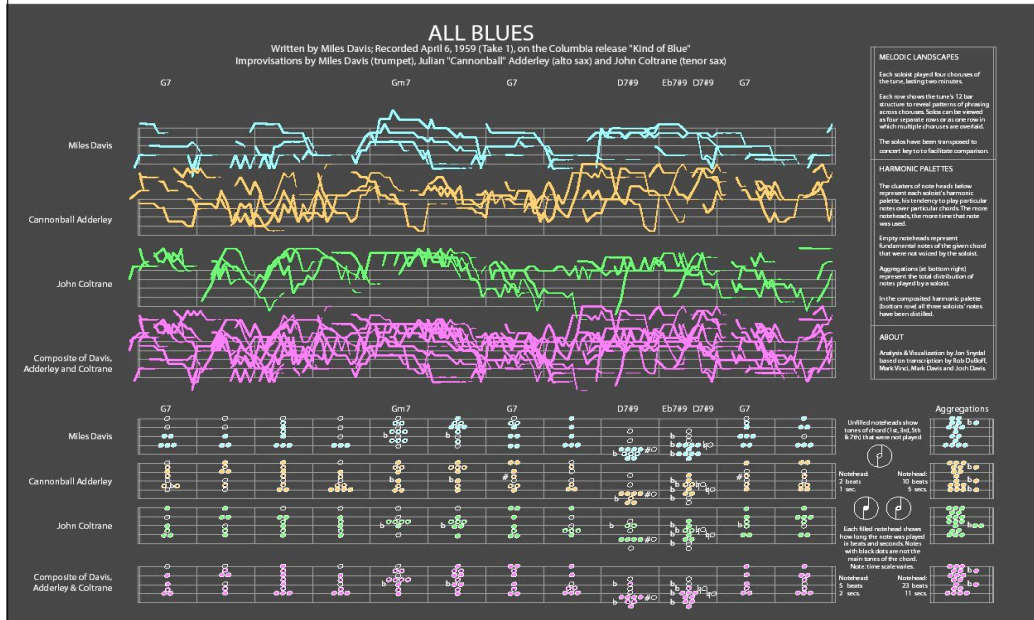 ALL BLUES
Written by Miles Davis; Recorded April 6, 1959 (Take 1), on the Columbia release "Kind of Blue"
Improvisations by Miles Davis (trumpet), Julian "Cannonball" Adderley (alto sax) and John Coltrane (tenor sax)
G7 Gm7 G7 D7#9 Eb7#9 D7#9 G7
Miles Davis
Cannonball Adderley
John Coltrane
Composite of Davis,
Adderley and Coltrane
MELODIC LANDSCAPES
Each soloist played four choruses of
the tune, lasting two minutes.
Each row shows the tune's 12 bar
structure to reveal patterns of phrasing
across choruses. Solos can be viewed
as four separate rows or as one row in
which multiple choruses are overlaid.
The solos have been transposed to
concert key to to facilitate comparison.
HARMONIC PALETTES
The clusters of note heads below
represent each soloist's harmonic
palette, his tendency to play particular
notes over particular chords. The more
noteheads, the more time that note
was used.
Empty noteheads represent
fundamental notes of the given chord
that were not voiced by the soloist.
Aggregations (at bottom right)
represent the total distribution of
notes played by a soloist.
In the composited harmonic palette
(bottom row) all three soloists' notes
have been distilled.
ABOUT
Analysis & Visualization by Jon Snydal
based on transcription by Rob DuBoff,
Mark Vinci, Mark Davis and Josh Davis.
G7 Gm7 G7 D7#9 Eb7#9 D7#9 G7 Aggregations
Miles Davis
Cannonball Adderley
John Coltrane
Composite of Davis,
Adderley & Coltrane
Unfilled noteheads show
tones of chord (1st, 3rd, 5th
& 7th) that were not played
Notehead:
2 beats
1 sec.
Notehead:
10 beats
5 secs.
Each filled notehead shows
how long the note was played
in beats and seconds. Notes
with black dots are not the
main tones of the chord.
Note: time scale varies.
Notehead:
5 beats
2 secs.
Notehead:
23 beats
11 secs.